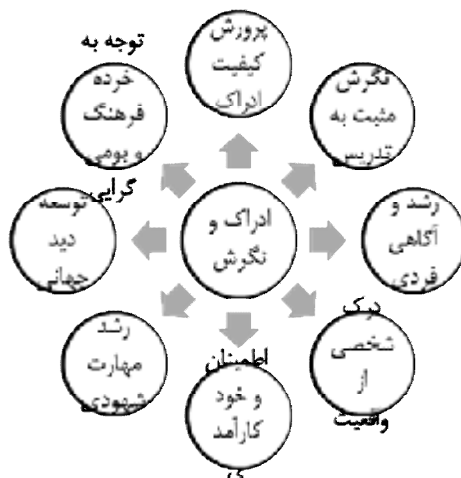 پرورش
کیفیت
ادراک
نگرش
مثبت به
تدریس
رشد و
آگاهی
فردی
درک
شخصی
از
واقعیت
اطمینان
و خود
کارآمد
ی
رشد
مهارت
شهودی
توسعه
دید
جهانی
توجه به
خرده
فرهنگ
و بومی
گرایی
ادراک و
نگرش